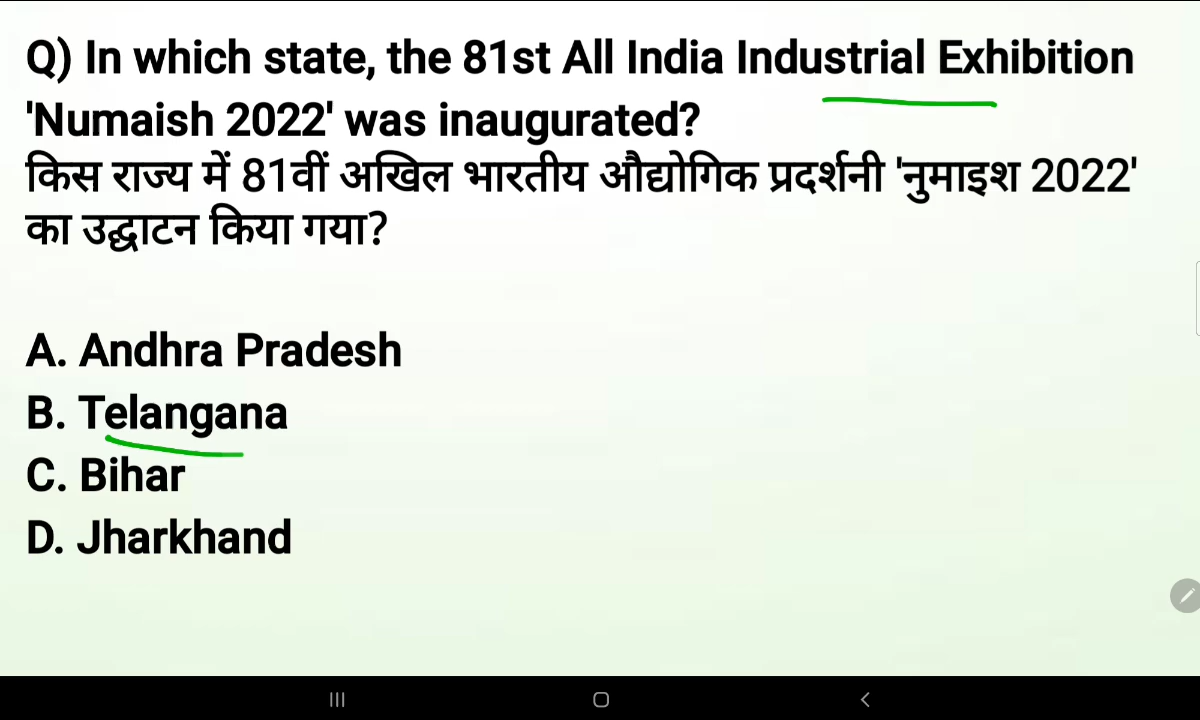 Q) In which state, the 81st All India Industrial Exhibition
'Numaish 2022' was inaugurated?
किस राज्य में 81वीं अखिल भारतीय औद्योगिक प्रदर्शनी 'नुमाइश 2022'
का उद्घाटन किया गया?
A. Andhra Pradesh
B. Telangana
C. Bihar
D. Jharkhand